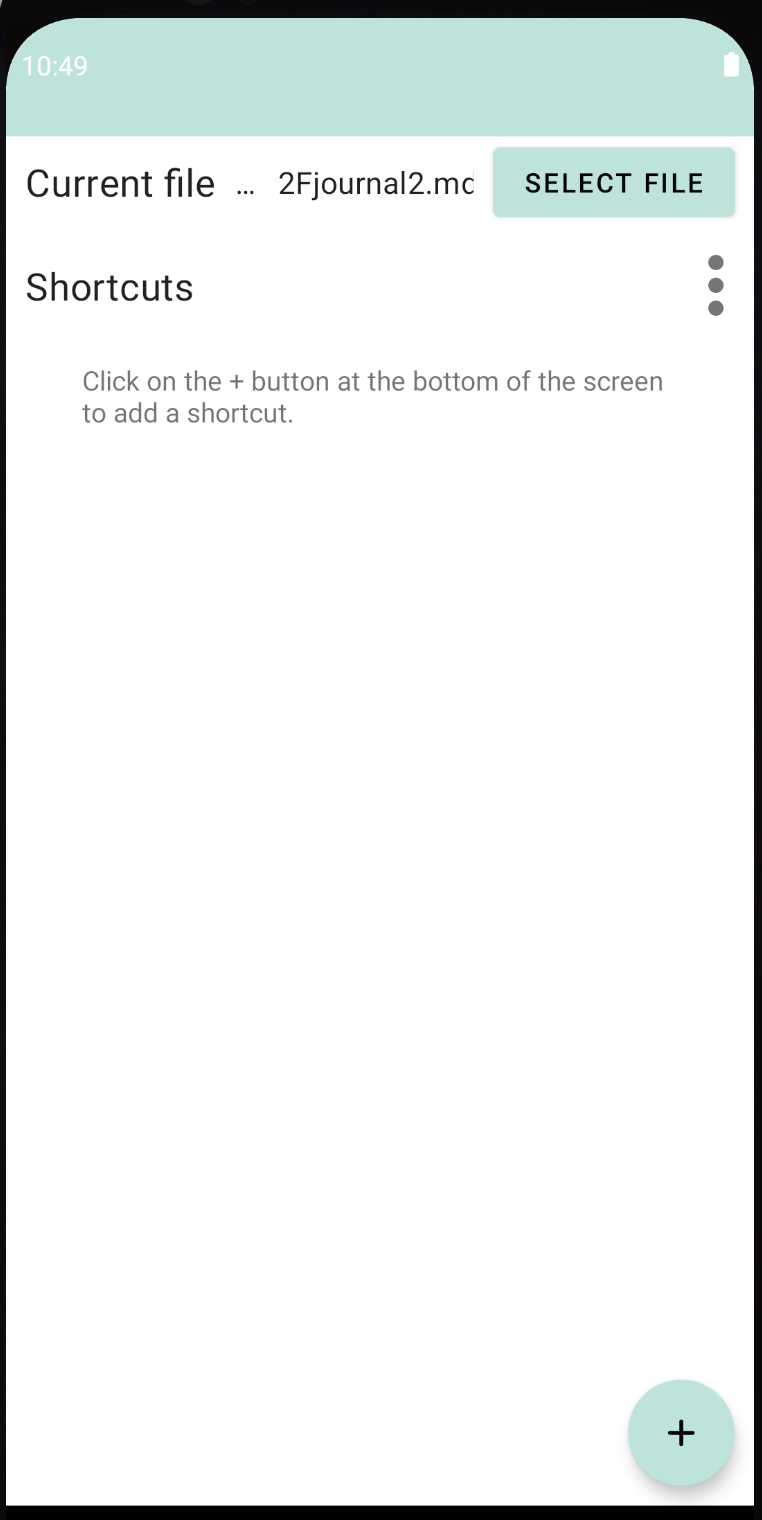 10:49
Current file ... 2Fjournal2.md SELECT FILE
Shortcuts
Click on the + button at the bottom of the screen
to add a shortcut.
+